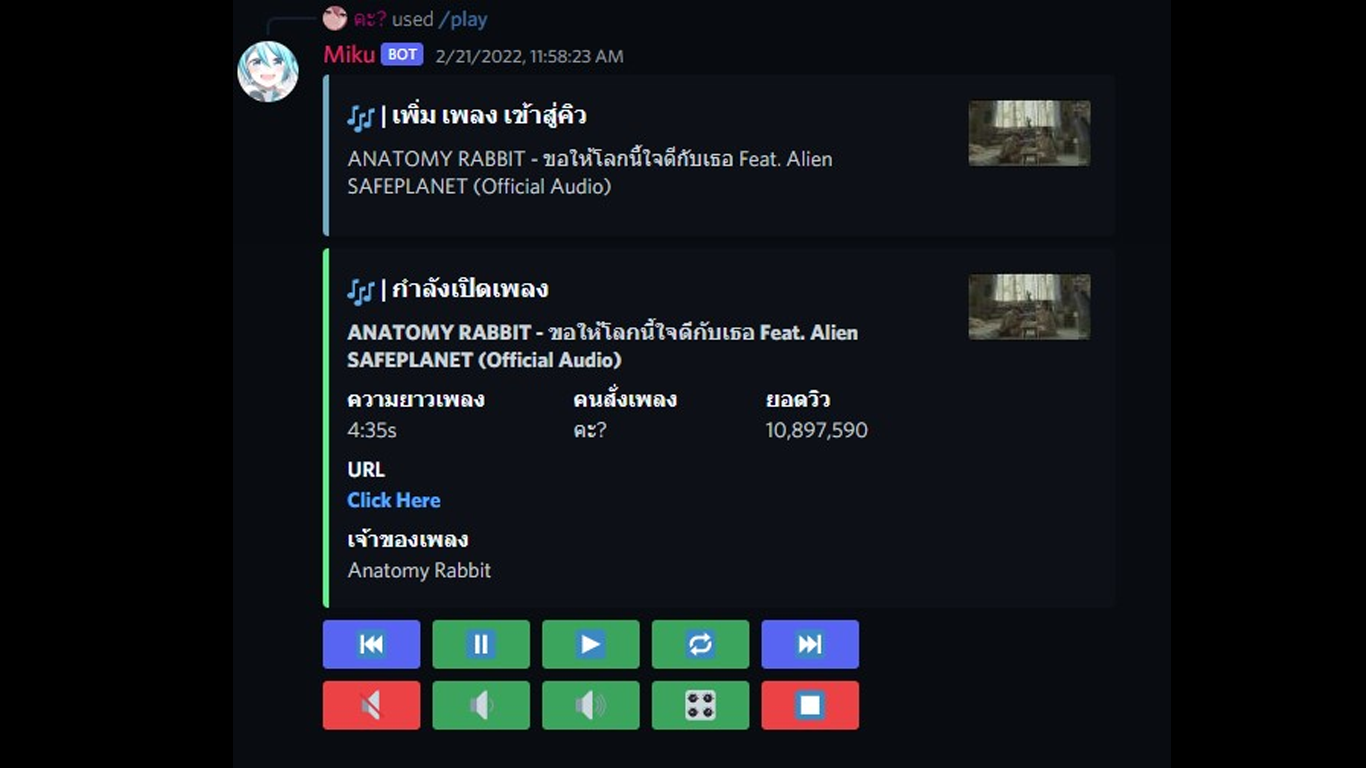 คะ? used /play
Miku BOT 2/21/2022, 11:58:23 AM
| เพิ่ม เพลง เข้าสู่คิว
ANATOMY RABBIT - ขอให้โลกนี้ใจดีกับเธอ Feat. Alien
SAFEPLANET (Official Audio)
| กำลังเปิดเพลง
ANATOMY RABBIT - ขอให้โลกนี้ใจดีกับเธอ Feat. Alien
SAFEPLANET (Official Audio)
ความยาวเพลง คนสั่งเพลง ยอดวิว
4:35s คะ? 10,897,590
URL
Click Here
เจ้าของเพลง
Anatomy Rabbit